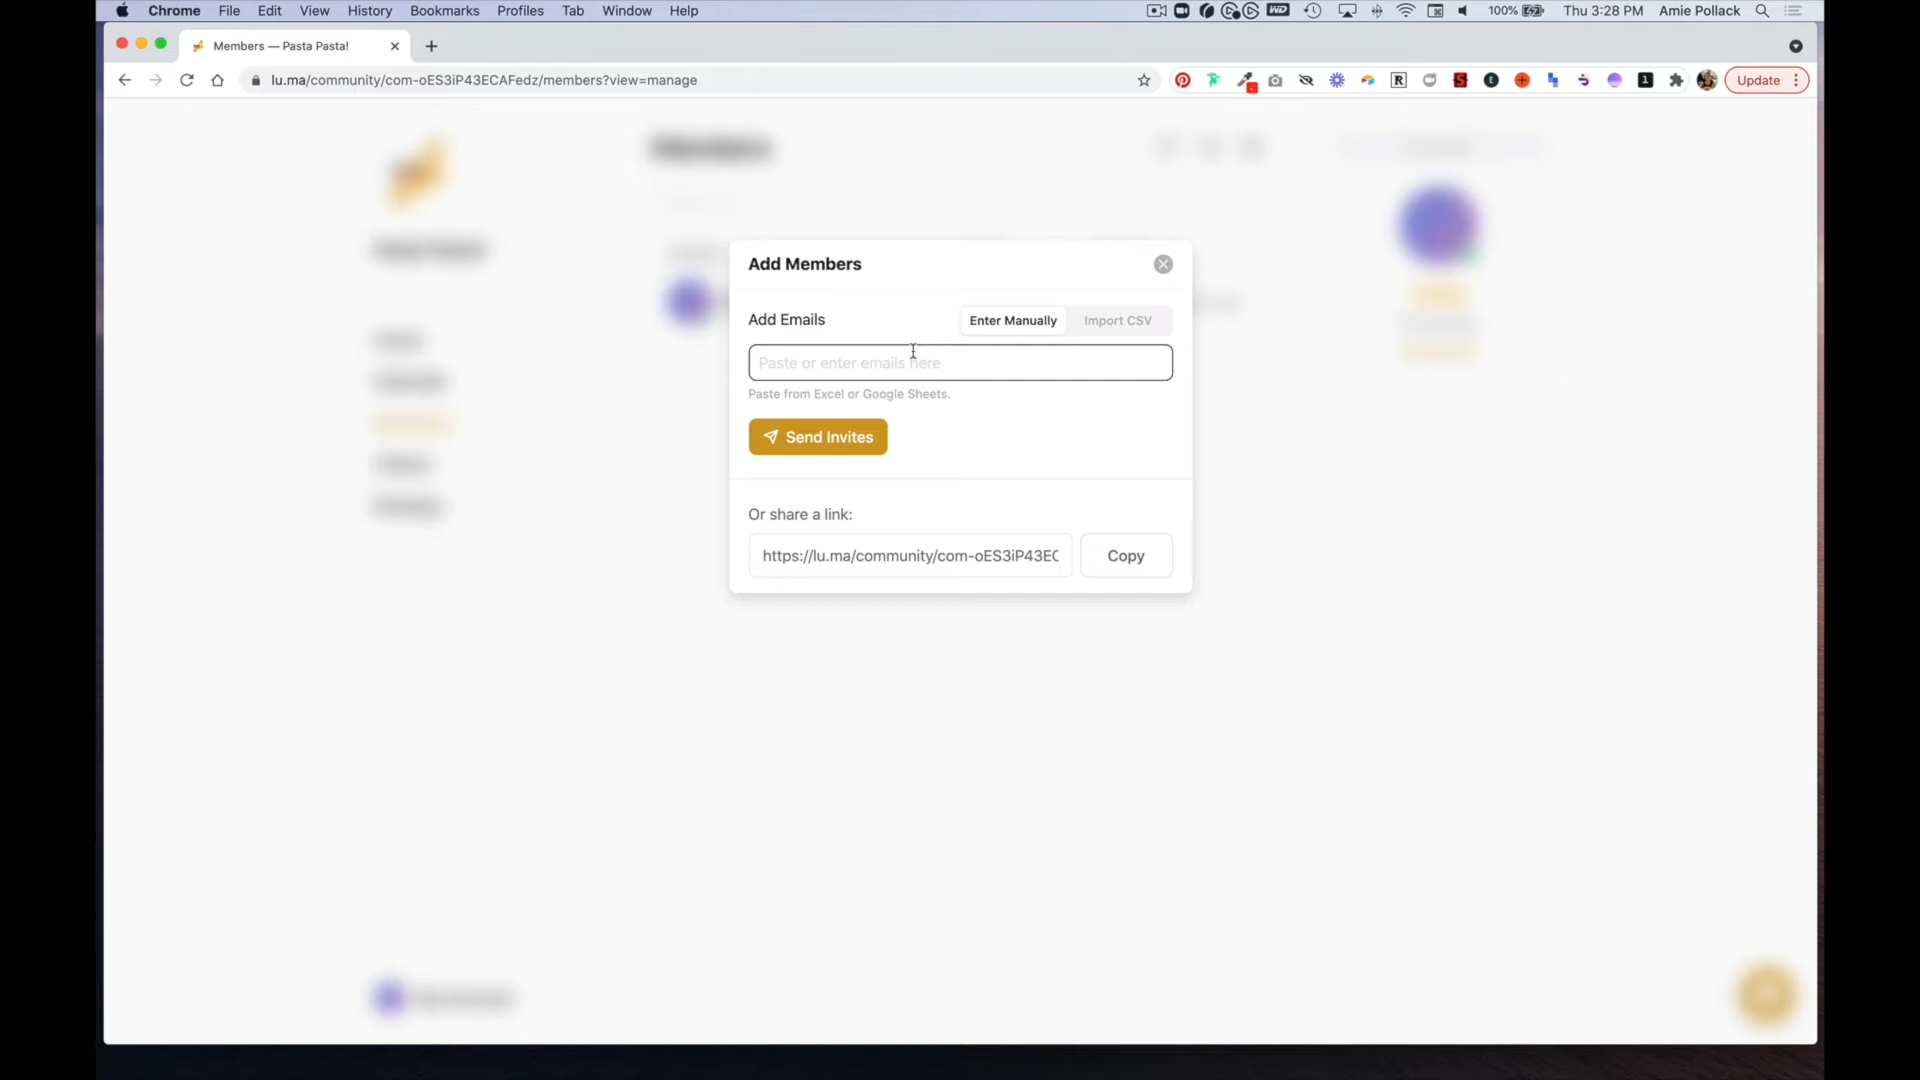 Chrome File Edit View History Bookmarks Profiles Tab Window Help
100% Thu 3:28 PM Amie Pollack
Members — Pasta Pasta!
lu.ma/community/com-oES3iP43ECAFedz/members?view=manage
Update
Add Members
Add Emails
Enter Manually
Import CSV
Paste or enter emails here
Paste from Excel or Google Sheets.
Send Invites
Or share a link:
https://lu.ma/community/com-oES3iP43EC
Copy